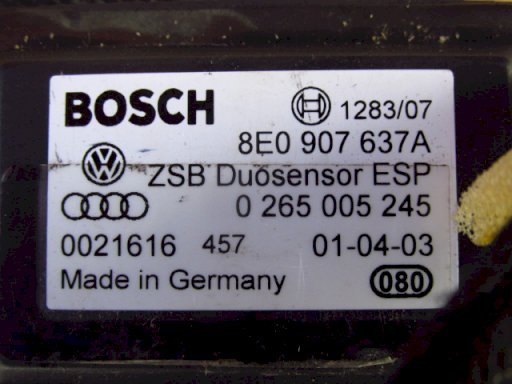 BOSCH 1283/07
8E0 907 637A
VW ZSB Duosensor ESP
0 265 005 245
0021616 457 01-04-03
Made in Germany 080